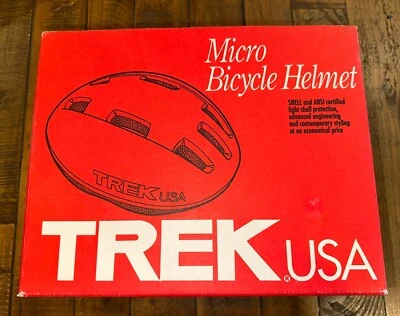 Micro
Bicycle Helmet
SNELL and ANSI certified
light shell protection,
advanced engineering
and contemporary styling
at an economical price
TREK USA
TREK USA